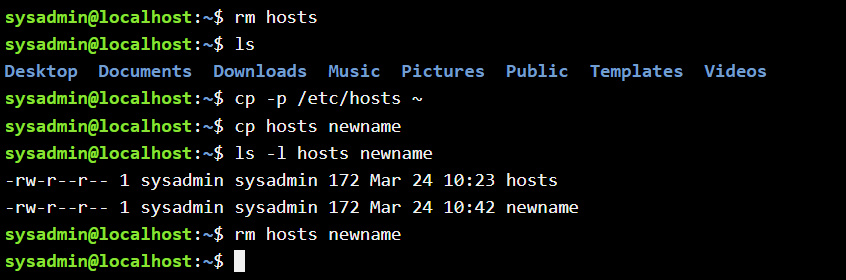 sysadmin@localhost:~$ rm hosts
sysadmin@localhost:~$ ls
Desktop  Documents  Downloads  Music  Pictures  Public  Templates  Videos
sysadmin@localhost:~$ cp -p /etc/hosts ~
sysadmin@localhost:~$ cp hosts newname
sysadmin@localhost:~$ ls -l hosts newname
-rw-r--r-- 1 sysadmin sysadmin 172 Mar 24 10:23 hosts
-rw-r--r-- 1 sysadmin sysadmin 172 Mar 24 10:42 newname
sysadmin@localhost:~$ rm hosts newname
sysadmin@localhost:~$